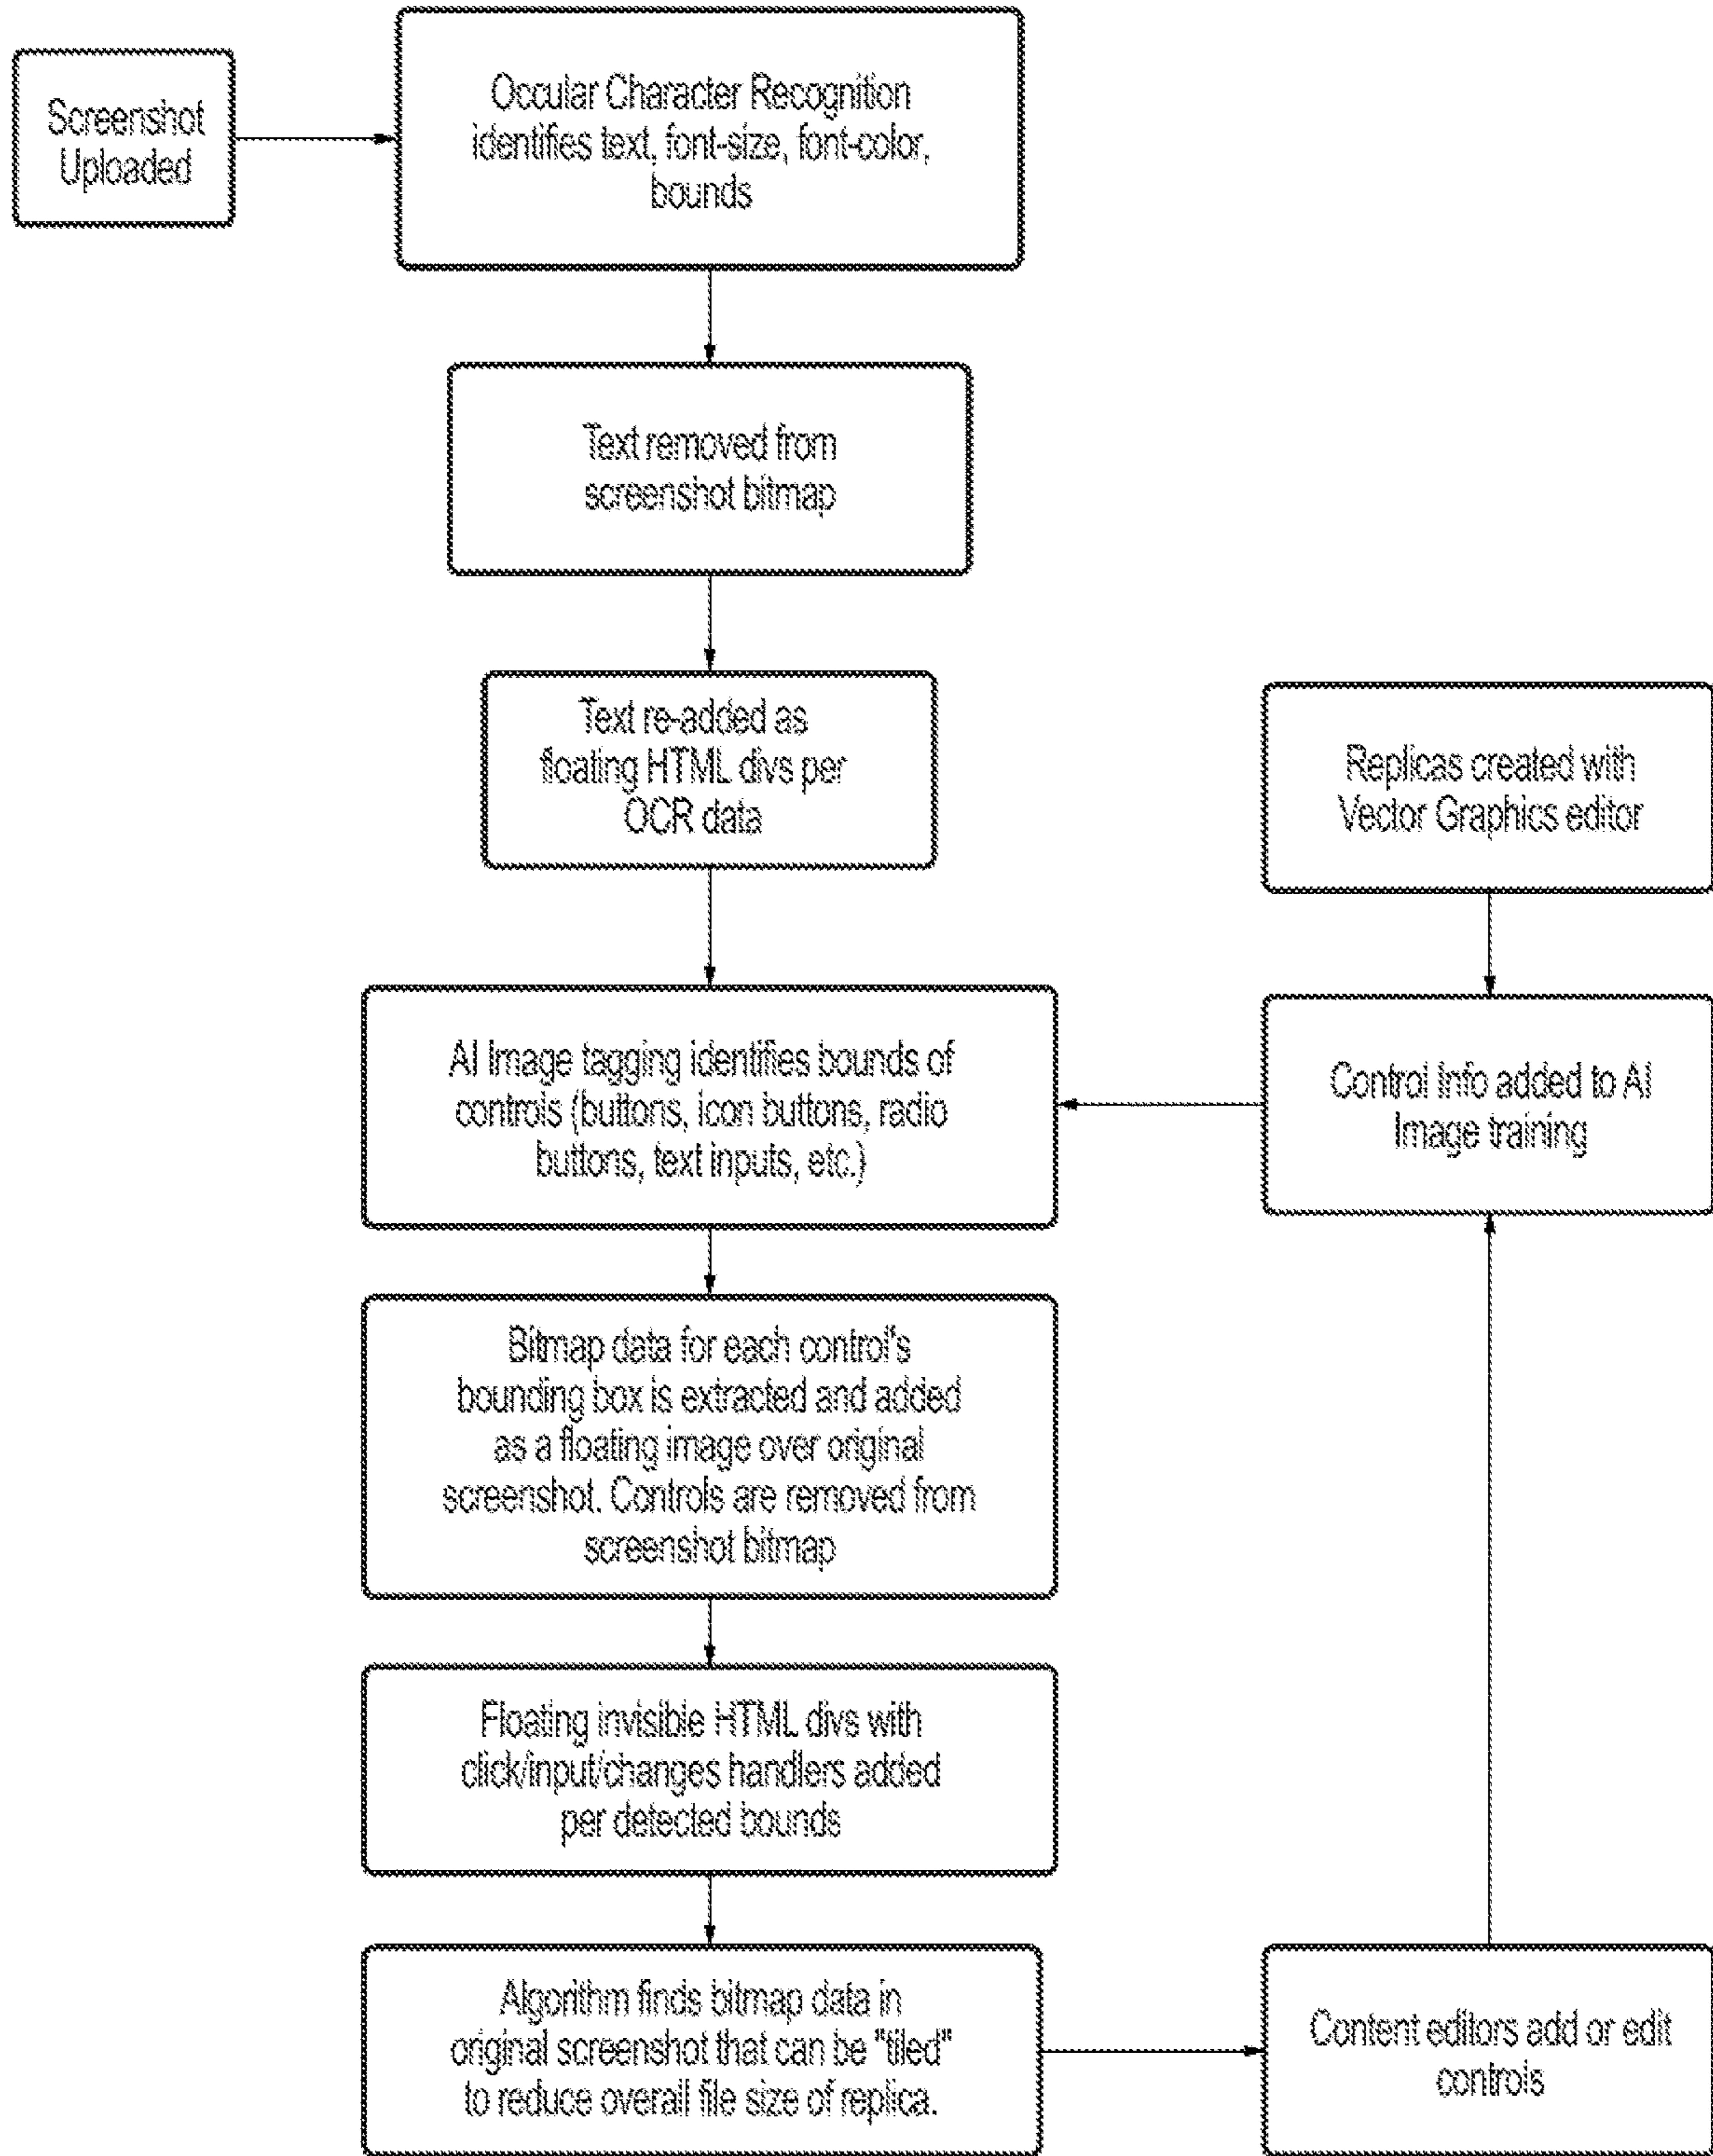 Screenshot
Uploaded
Occular Character Recognition
identifies text, font-size, font-color,
bounds
Text removed from
screenshot bitmap
Text re-added as
floating HTML divs per
OCR data
Replicas created with
Vector Graphics editor
AI Image tagging identifies bounds of
controls (buttons, icon buttons, radio
buttons, text inputs, etc.)
Control Info added to AI
Image training
Bitmap data for each control's
bounding box is extracted and added
as a floating image over original
screenshot. Controls are removed from
screenshot bitmap
Floating invisible HTML divs with
click/input/changes handlers added
per detected bounds
Algorithm finds bitmap data in
original screenshot that can be "tiled"
to reduce overall file size of replica.
Content editors add or edit
controls